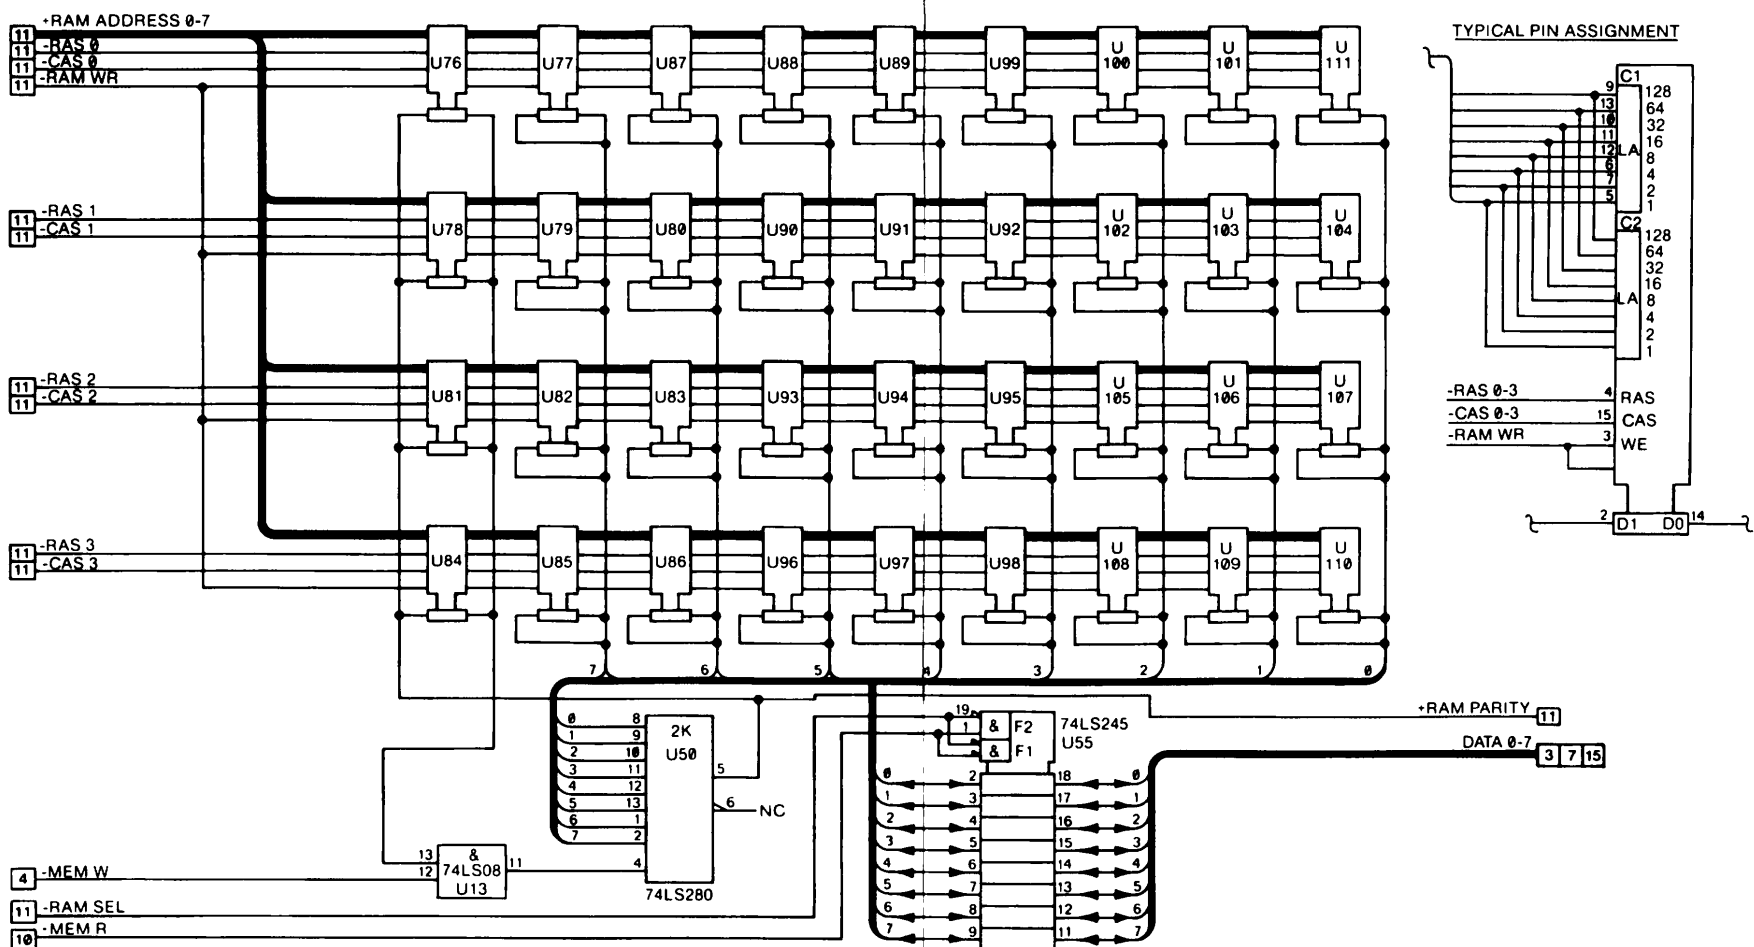 +RAM ADDRESS 0-7
11
11 -RAS 0
11 -CAS 0
11 -RAM WR
U76 U77 U87 U88 U89 U99 U 100 U 101 U 111
11 -RAS 1
11 -CAS 1
U78 U79 U80 U90 U91 U92 U 102 U 103 U 104
11 -RAS 2
11 -CAS 2
U81 U82 U83 U93 U94 U95 U 105 U 106 U 107
11 -RAS 3
11 -CAS 3
U84 U85 U86 U96 U97 U98 U 108 U 109 U 110
7 6 5 4 3 2 1 0
TYPICAL PIN ASSIGNMENT
C1
9 128
13 64
10 32
11 16
12 LA 8
6 4
7 2
5 1
C2
128
64
32
16
LA 8
4
2
1
-RAS 0-3 4 RAS
-CAS 0-3 15 CAS
-RAM WR 3 WE
2 D1 D0 14
0 8
1 9
2 10
3 11
4 12
5 13
6 1
7 2
4
2K
U50
5
6 NC
74LS280
13
12
&
74LS08
U13
11
19
1
& F2
& F1
74LS245
U55
0 2 18 0
1 3 17 1
2 4 16 2
3 5 15 3
4 6 14 4
5 7 13 5
6 8 12 6
7 9 11 7
+RAM PARITY 11
DATA 0-7 3 7 15
4 -MEM W
11 -RAM SEL
10 -MEM R